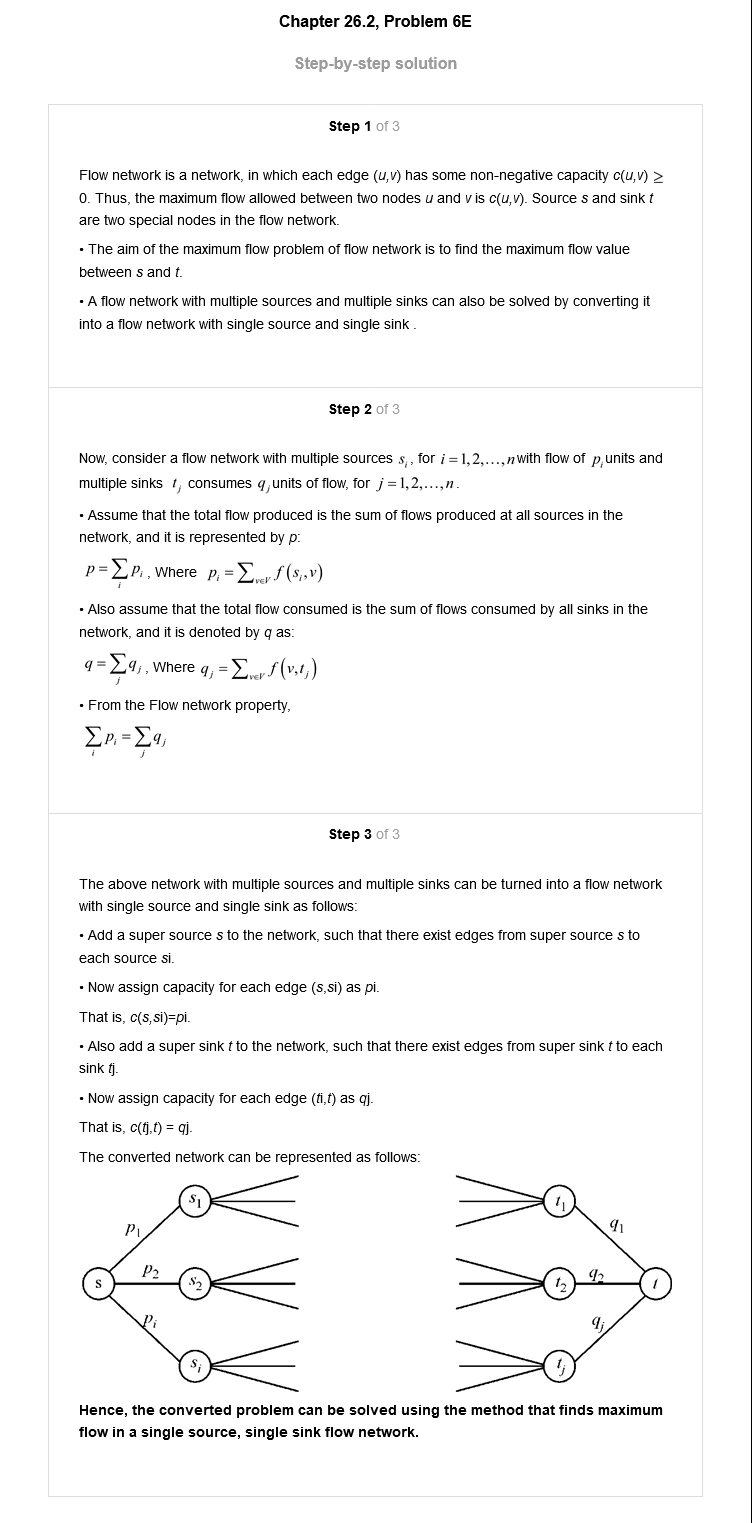 Chapter 26.2, Problem 6E
Step-by-step solution
Step 1 of 3
Flow network is a network, in which each edge (u,v) has some non-negative capacity c(u,v) ≥
0. Thus, the maximum flow allowed between two nodes u and v is c(u,v). Source s and sink t
are two special nodes in the flow network.
• The aim of the maximum flow problem of flow network is to find the maximum flow value
between s and t.
• A flow network with multiple sources and multiple sinks can also be solved by converting it
into a flow network with single source and single sink .
Step 2 of 3
Now, consider a flow network with multiple sources s_i, for i = 1, 2,..., n with flow of p_i units and
multiple sinks t_j consumes q_j units of flow, for j = 1, 2,..., n.
• Assume that the total flow produced is the sum of flows produced at all sources in the
network, and it is represented by p:
p = ∑_i p_i , Where p_i = ∑_{v∈V} f(s_i, v)
• Also assume that the total flow consumed is the sum of flows consumed by all sinks in the
network, and it is denoted by q as:
q = ∑_j q_j , Where q_j = ∑_{v∈V} f(v, t_j)
• From the Flow network property,
∑_i p_i = ∑_j q_j
Step 3 of 3
The above network with multiple sources and multiple sinks can be turned into a flow network
with single source and single sink as follows:
• Add a super source s to the network, such that there exist edges from super source s to
each source si.
• Now assign capacity for each edge (s,si) as pi.
That is, c(s,si)=pi.
• Also add a super sink t to the network, such that there exist edges from super sink t to each
sink tj.
• Now assign capacity for each edge (ti,t) as qj.
That is, c(tj,t) = qj.
The converted network can be represented as follows:
s_1 t_1
p_1 q_1
s p_2 s_2 t_2 q_2 t
p_i q_j
s_i t_j
Hence, the converted problem can be solved using the method that finds maximum
flow in a single source, single sink flow network.